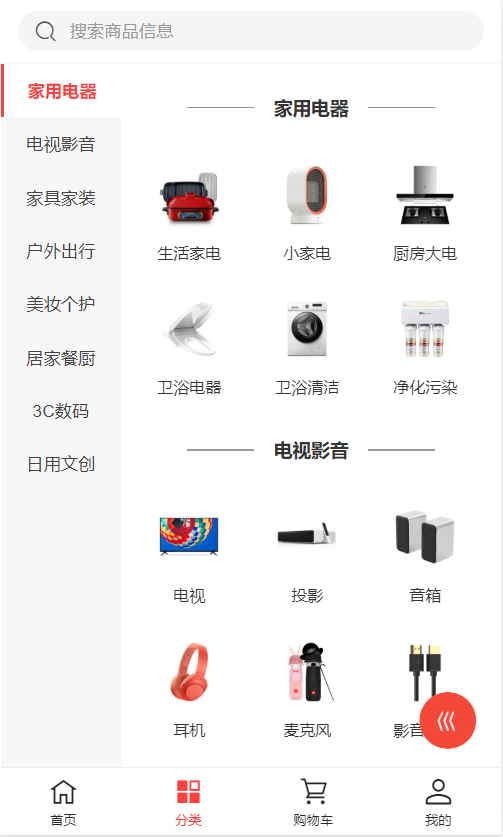 搜索商品信息
家用电器
电视影音
家具家装
户外出行
美妆个护
居家餐厨
3C数码
日用文创
家用电器
生活家电
小家电
厨房大电
卫浴电器
卫浴清洁
净化污染
电视影音
电视
投影
音箱
耳机
麦克风
影音
首页
分类
购物车
我的